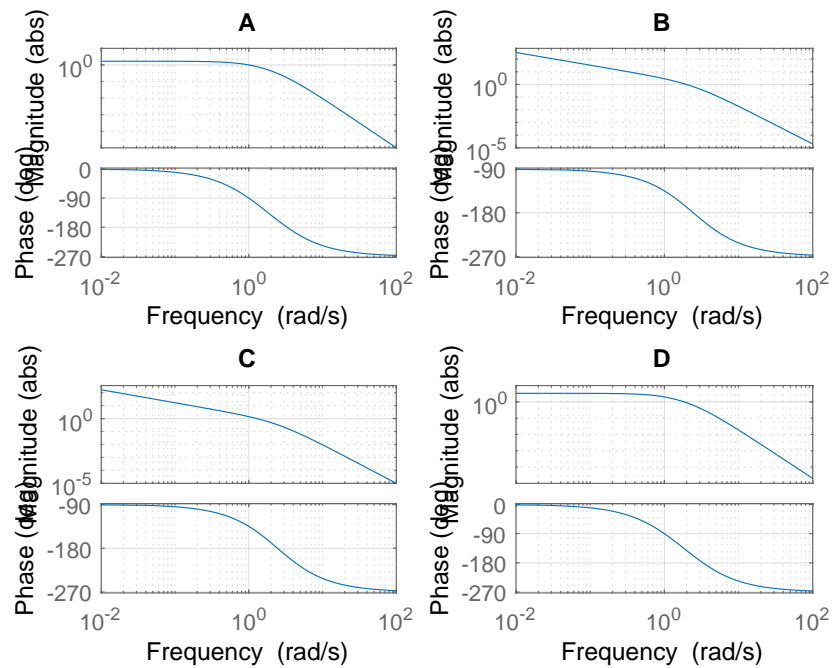 A
Magnitude (abs)
10^0
Phase (deg)
0
-90
-180
-270
10^-2
10^0
10^2
Frequency (rad/s)
B
Magnitude (abs)
10^0
10^-5
Phase (deg)
-90
-180
-270
10^-2
10^0
10^2
Frequency (rad/s)
C
Magnitude (abs)
10^0
10^-5
Phase (deg)
-90
-180
-270
10^-2
10^0
10^2
Frequency (rad/s)
D
Magnitude (abs)
10^0
Phase (deg)
0
-90
-180
-270
10^-2
10^0
10^2
Frequency (rad/s)